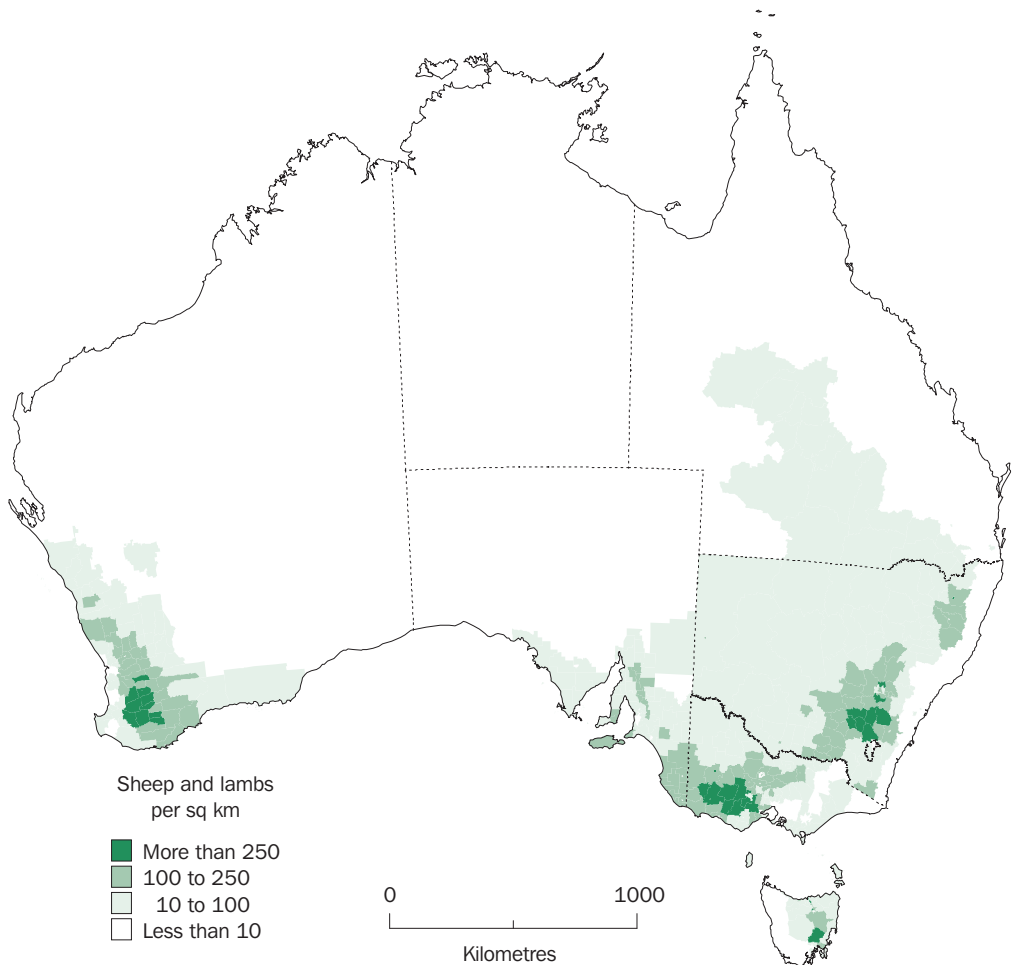 Sheep and lambs
per sq km
More than 250
100 to 250
10 to 100
Less than 10
0 1000
Kilometres